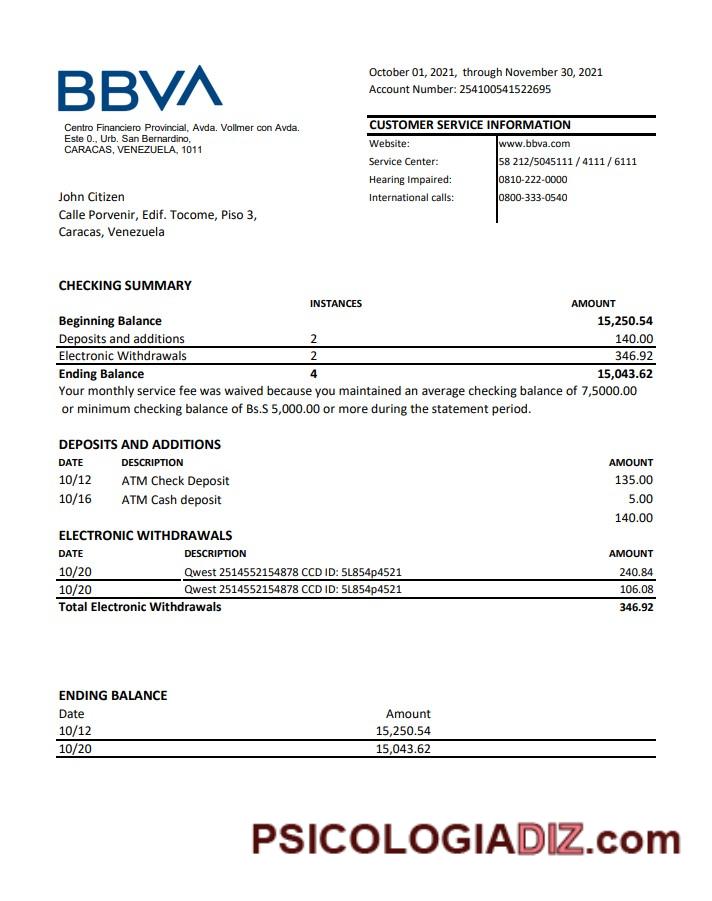 BBVA
Centro Financiero Provincial, Avda. Vollmer con Avda.
Este 0., Urb. San Bernardino,
CARACAS, VENEZUELA, 1011
October 01, 2021, through November 30, 2021
Account Number: 254100541522695
CUSTOMER SERVICE INFORMATION
Website: www.bbva.com
Service Center: 58 212/5045111 / 4111 / 6111
Hearing Impaired: 0810-222-0000
International calls: 0800-333-0540
John Citizen
Calle Porvenir, Edif. Tocome, Piso 3,
Caracas, Venezuela
CHECKING SUMMARY
INSTANCES AMOUNT
Beginning Balance 15,250.54
Deposits and additions 2 140.00
Electronic Withdrawals 2 346.92
Ending Balance 4 15,043.62
Your monthly service fee was waived because you maintained an average checking balance of 7,5000.00
or minimum checking balance of Bs.S 5,000.00 or more during the statement period.
DEPOSITS AND ADDITIONS
DATE DESCRIPTION AMOUNT
10/12 ATM Check Deposit 135.00
10/16 ATM Cash deposit 5.00
140.00
ELECTRONIC WITHDRAWALS
DATE DESCRIPTION AMOUNT
10/20 Qwest 2514552154878 CCD ID: 5L854p4521 240.84
10/20 Qwest 2514552154878 CCD ID: 5L854p4521 106.08
Total Electronic Withdrawals 346.92
ENDING BALANCE
Date Amount
10/12 15,250.54
10/20 15,043.62
PSICOLOGIADIZ.com